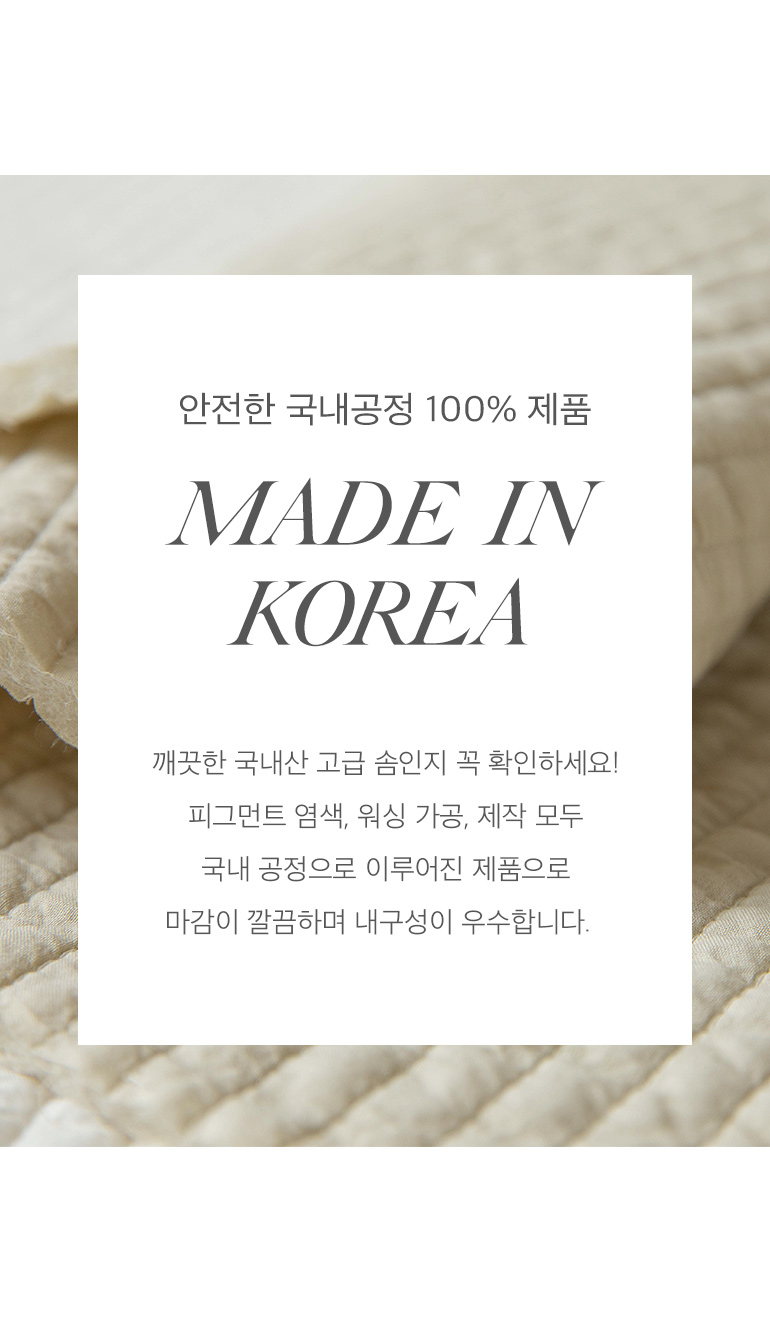 안전한 국내공정 100% 제품
MADE IN
KOREA
깨끗한 국내산 고급 솜인지 꼭 확인하세요!
피그먼트 염색, 워싱 가공, 제작 모두
국내 공정으로 이루어진 제품으로
마감이 깔끔하며 내구성이 우수합니다.